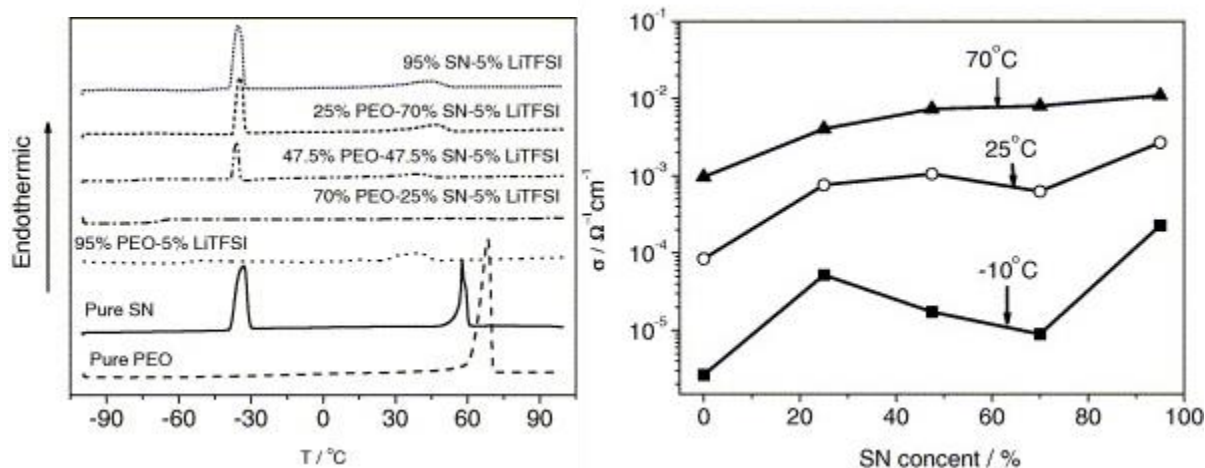 Endothermic
95% SN-5% LiTFSI
25% PEO-70% SN-5% LiTFSI
47.5% PEO-47.5% SN-5% LiTFSI
70% PEO-25% SN-5% LiTFSI
95% PEO-5% LiTFSI
Pure SN
Pure PEO
-90 -60 -30 0 30 60 90
T / °C
σ / Ω⁻¹cm⁻¹
10⁻¹
10⁻²
10⁻³
10⁻⁴
10⁻⁵
70°C
25°C
-10°C
0 20 40 60 80 100
SN concent / %